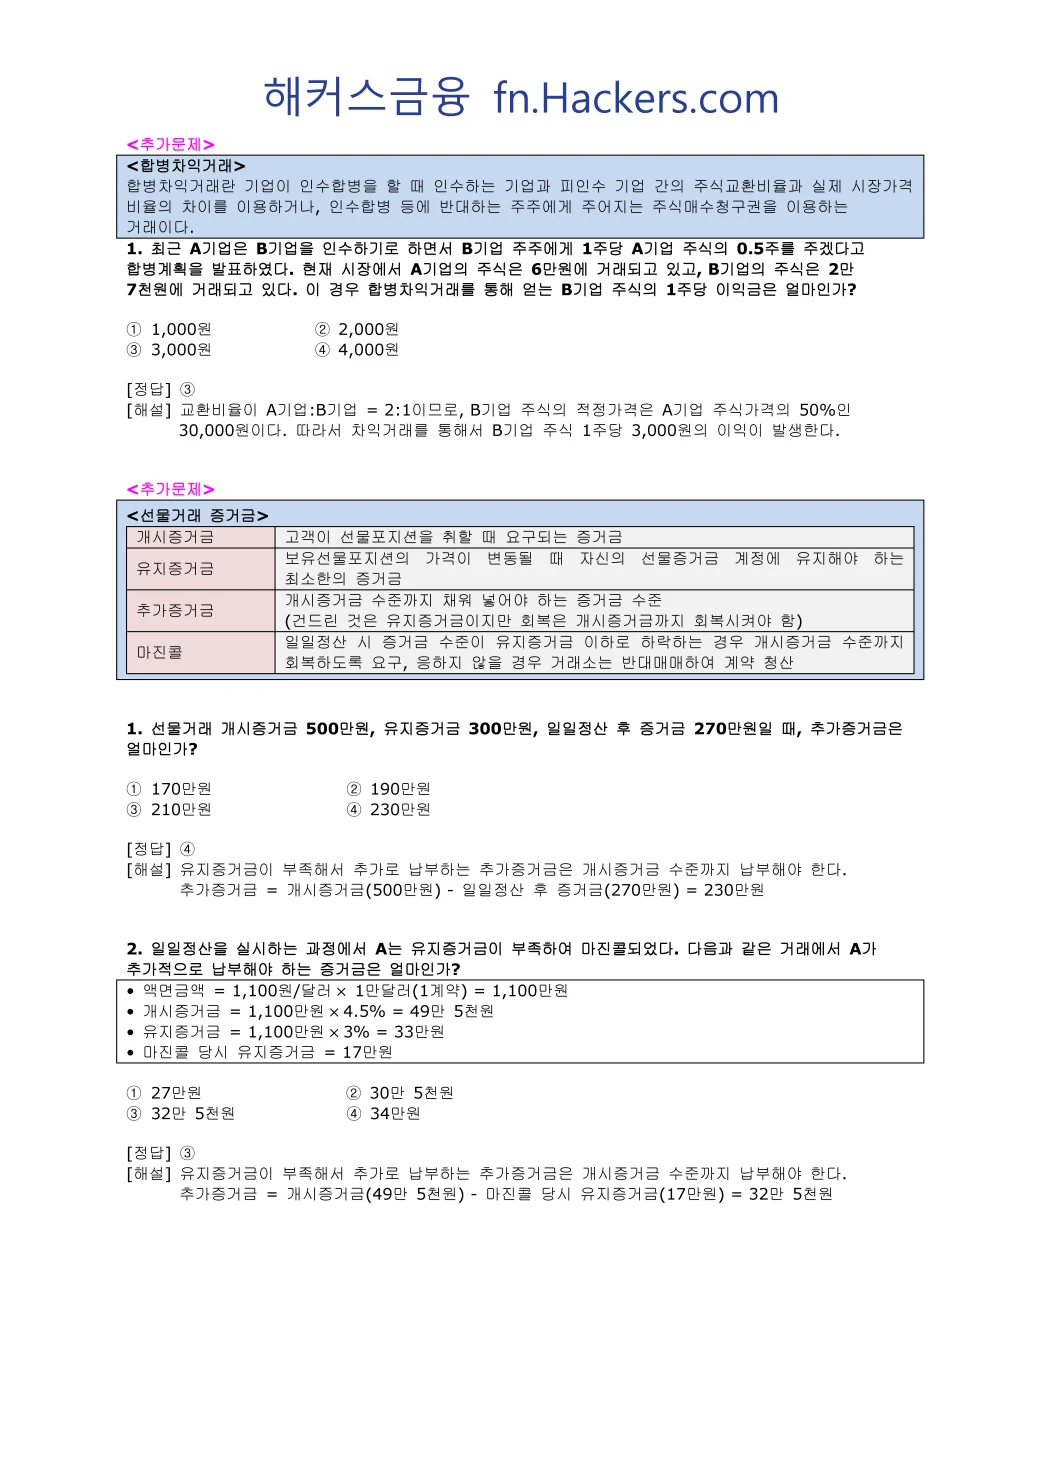 해커스금융 fn.Hackers.com
<추가문제>
<합병차익거래>
합병차익거래란 기업이 인수합병을 할 때 인수하는 기업과 피인수 기업 간의 주식교환비율과 실제 시장가격
비율의 차이를 이용하거나, 인수합병 등에 반대하는 주주에게 주어지는 주식매수청구권을 이용하는
거래이다.
1. 최근 A기업은 B기업을 인수하기로 하면서 B기업 주주에게 1주당 A기업 주식의 0.5주를 주겠다고
합병계획을 발표하였다. 현재 시장에서 A기업의 주식은 6만원에 거래되고 있고, B기업의 주식은 2만
7천원에 거래되고 있다. 이 경우 합병차익거래를 통해 얻는 B기업 주식의 1주당 이익금은 얼마인가?
① 1,000원 ② 2,000원
③ 3,000원 ④ 4,000원
[정답] ③
[해설] 교환비율이 A기업:B기업 = 2:1이므로, B기업 주식의 적정가격은 A기업 주식가격의 50%인
30,000원이다. 따라서 차익거래를 통해서 B기업 주식 1주당 3,000원의 이익이 발생한다.
<추가문제>
<선물거래 증거금>
개시증거금 고객이 선물포지션을 취할 때 요구되는 증거금
유지증거금 보유선물포지션의 가격이 변동될 때 자신의 선물증거금 계정에 유지해야 하는
최소한의 증거금
추가증거금 개시증거금 수준까지 채워 넣어야 하는 증거금 수준
(건드린 것은 유지증거금이지만 회복은 개시증거금까지 회복시켜야 함)
마진콜 일일정산 시 증거금 수준이 유지증거금 이하로 하락하는 경우 개시증거금 수준까지
회복하도록 요구, 응하지 않을 경우 거래소는 반대매매하여 계약 청산
1. 선물거래 개시증거금 500만원, 유지증거금 300만원, 일일정산 후 증거금 270만원일 때, 추가증거금은
얼마인가?
① 170만원 ② 190만원
③ 210만원 ④ 230만원
[정답] ④
[해설] 유지증거금이 부족해서 추가로 납부하는 추가증거금은 개시증거금 수준까지 납부해야 한다.
추가증거금 = 개시증거금(500만원) - 일일정산 후 증거금(270만원) = 230만원
2. 일일정산을 실시하는 과정에서 A는 유지증거금이 부족하여 마진콜되었다. 다음과 같은 거래에서 A가
추가적으로 납부해야 하는 증거금은 얼마인가?
• 액면금액 = 1,100원/달러 × 1만달러(1계약) = 1,100만원
• 개시증거금 = 1,100만원 × 4.5% = 49만 5천원
• 유지증거금 = 1,100만원 × 3% = 33만원
• 마진콜 당시 유지증거금 = 17만원
① 27만원 ② 30만 5천원
③ 32만 5천원 ④ 34만원
[정답] ③
[해설] 유지증거금이 부족해서 추가로 납부하는 추가증거금은 개시증거금 수준까지 납부해야 한다.
추가증거금 = 개시증거금(49만 5천원) - 마진콜 당시 유지증거금(17만원) = 32만 5천원